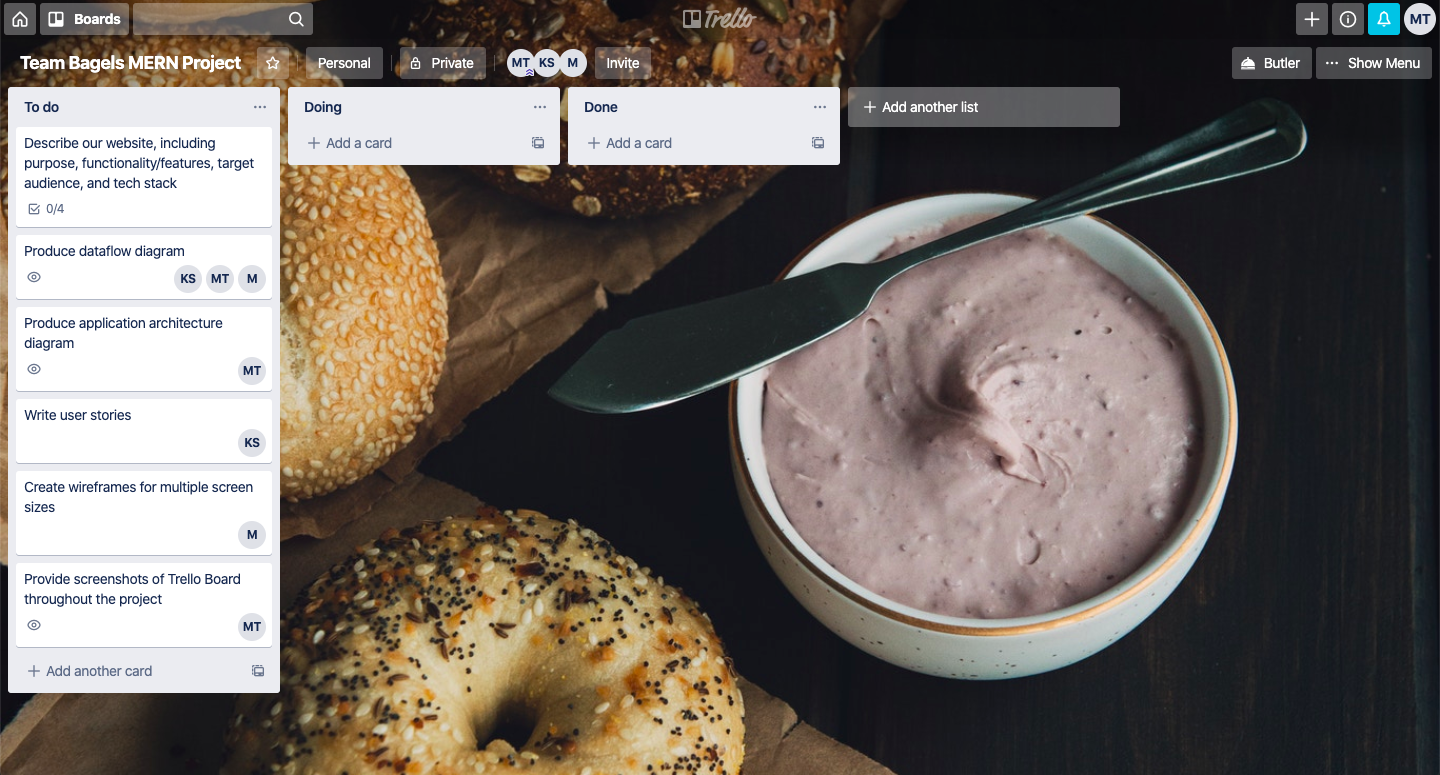 Boards
Trello
MT
Team Bagels MERN Project
Personal
Private
MT KS M
Invite
Butler
Show Menu
To do
Describe our website, including
purpose, functionality/features, target
audience, and tech stack
0/4
Produce dataflow diagram
KS MT M
Produce application architecture
diagram
MT
Write user stories
KS
Create wireframes for multiple screen
sizes
M
Provide screenshots of Trello Board
throughout the project
MT
Add another card
Doing
Add a card
Done
Add a card
Add another list